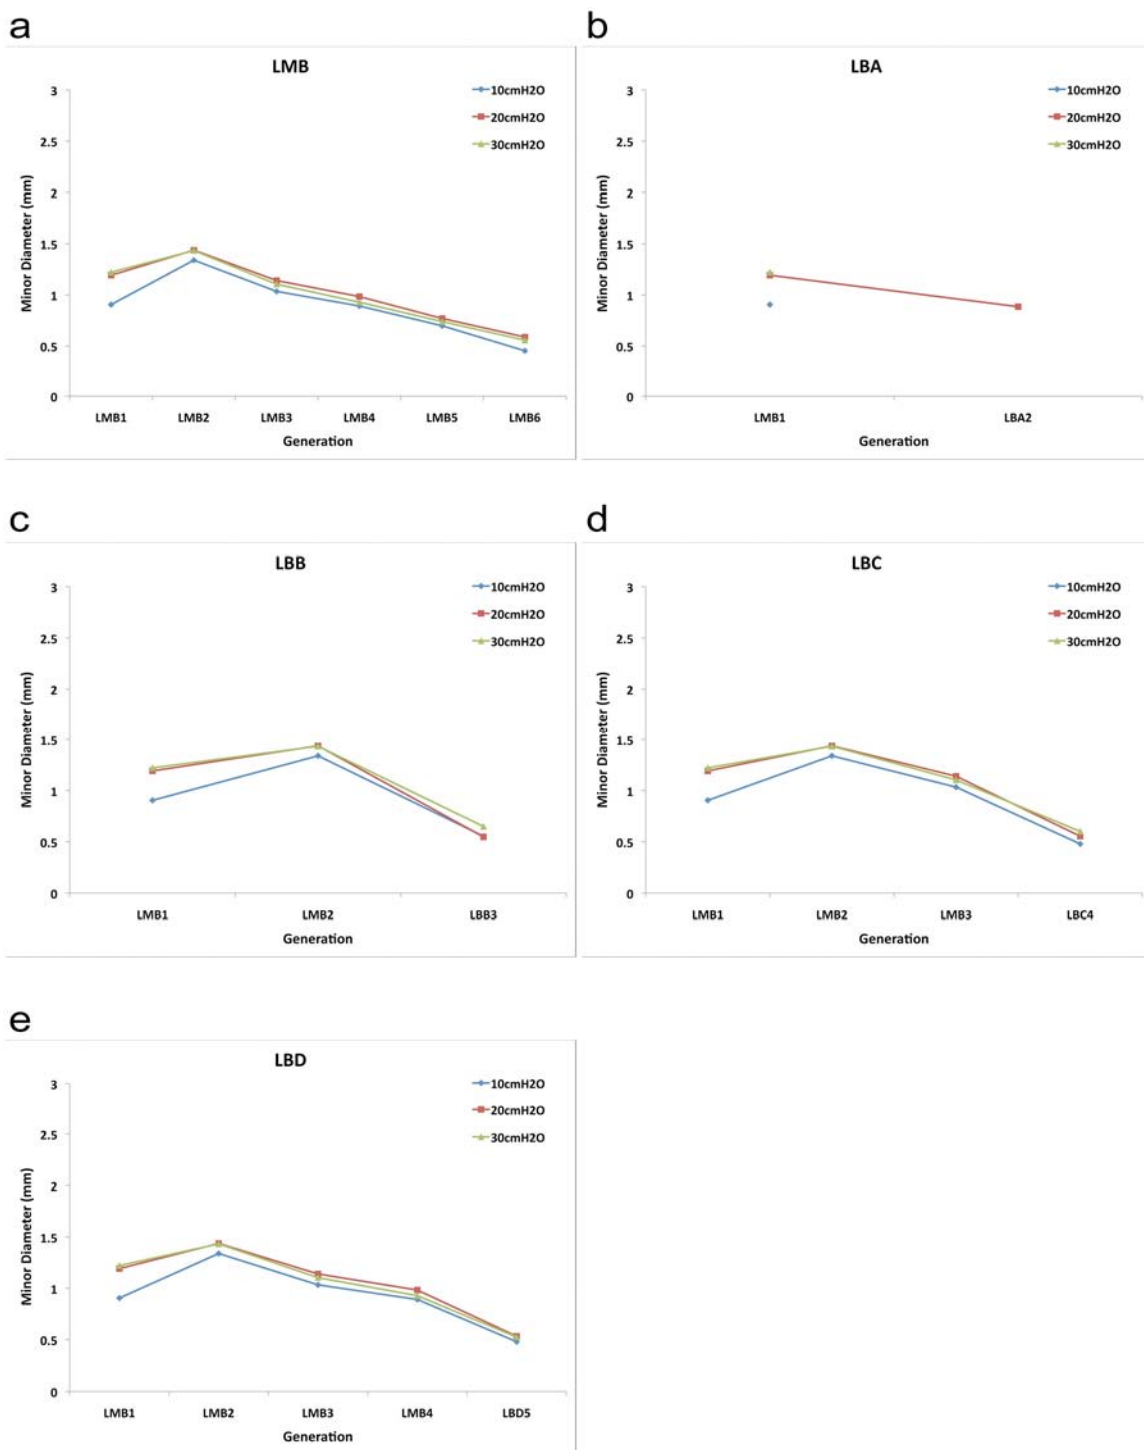 a
LMB
3
2.5
2
1.5
1
0.5
0
Minor Diameter (mm)
10cmH2O
20cmH2O
30cmH2O
LMB1 LMB2 LMB3 LMB4 LMB5 LMB6
Generation
b
LBA
3
2.5
2
1.5
1
0.5
0
Minor Diameter (mm)
10cmH2O
20cmH2O
30cmH2O
LMB1 LBA2
Generation
c
LBB
3
2.5
2
1.5
1
0.5
0
Minor Diameter (mm)
10cmH2O
20cmH2O
30cmH2O
LMB1 LMB2 LBB3
Generation
d
LBC
3
2.5
2
1.5
1
0.5
0
Minor Diameter (mm)
10cmH2O
20cmH2O
30cmH2O
LMB1 LMB2 LMB3 LBC4
Generation
e
LBD
3
2.5
2
1.5
1
0.5
0
Minor Diameter (mm)
10cmH2O
20cmH2O
30cmH2O
LMB1 LMB2 LMB3 LMB4 LBD5
Generation